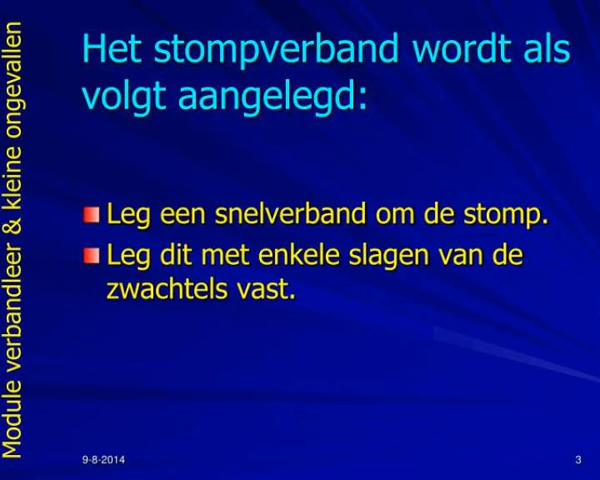 Het stompverband wordt als
volgt aangelegd:
Leg een snelverband om de stomp.
Leg dit met enkele slagen van de
zwachtels vast.
Module verbandleer & kleine ongevallen
9-8-2014
3